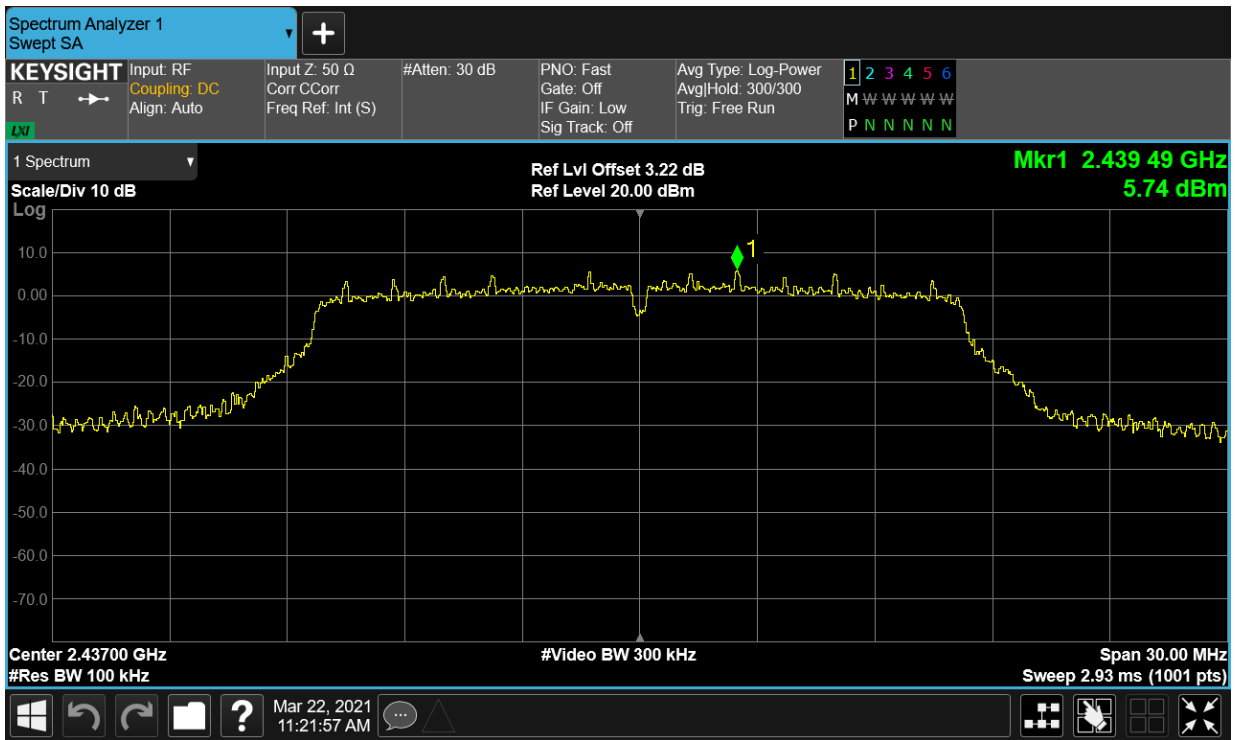 Spectrum Analyzer 1
Swept SA
KEYSIGHT
R T
LXI
Input: RF
Coupling: DC
Align: Auto
Input Z: 50 Ω
Corr CCorr
Freq Ref: Int (S)
#Atten: 30 dB
PNO: Fast
Gate: Off
IF Gain: Low
Sig Track: Off
Avg Type: Log-Power
Avg|Hold: 300/300
Trig: Free Run
1 2 3 4 5 6
M W W W W W
P N N N N N
1 Spectrum
Scale/Div 10 dB
Log
Ref Lvl Offset 3.22 dB
Ref Level 20.00 dBm
Mkr1 2.439 49 GHz
5.74 dBm
1
10.0
0.00
-10.0
-20.0
-30.0
-40.0
-50.0
-60.0
-70.0
Center 2.43700 GHz
#Res BW 100 kHz
#Video BW 300 kHz
Span 30.00 MHz
Sweep 2.93 ms (1001 pts)
?
Mar 22, 2021
11:21:57 AM